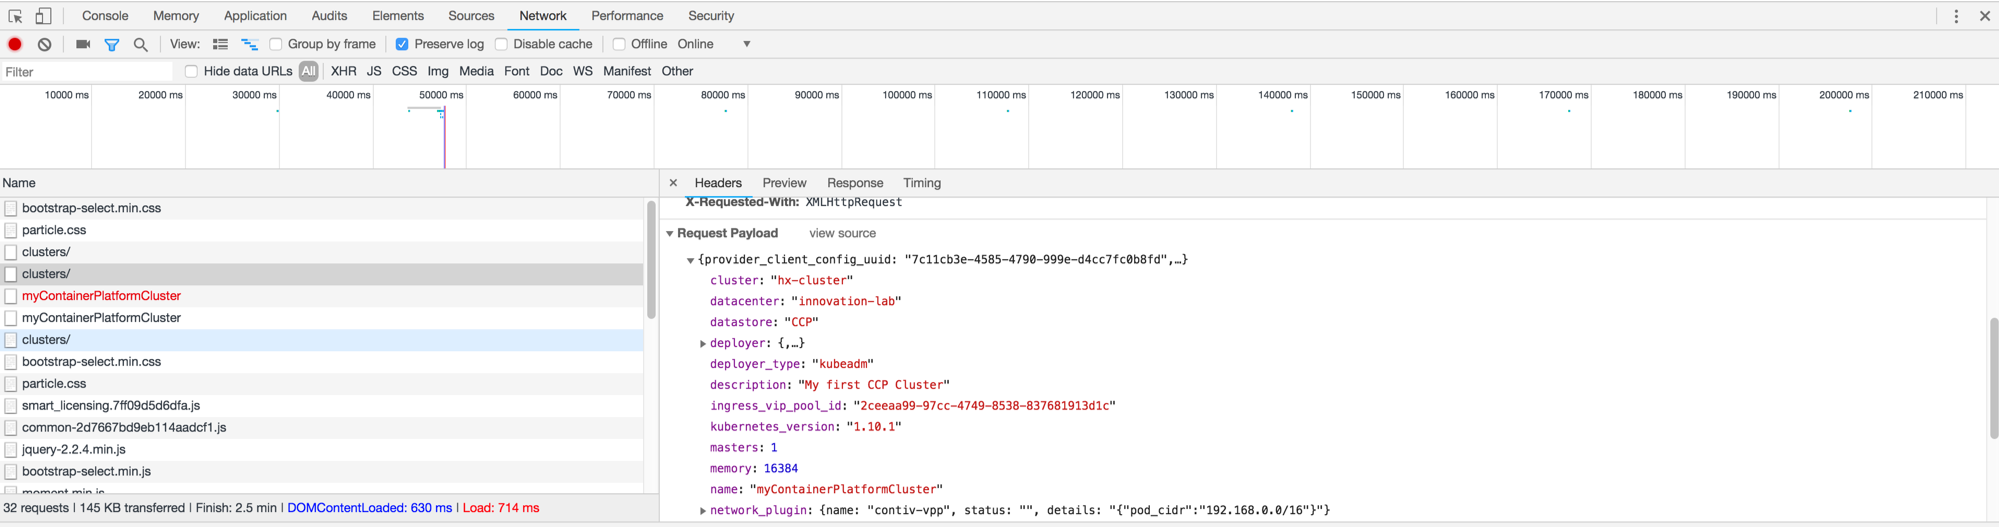 Console Memory Application Audits Elements Sources Network Performance Security
View: Group by frame Preserve log Disable cache Offline Online
Filter Hide data URLs All XHR JS CSS Img Media Font Doc WS Manifest Other
10000 ms 20000 ms 30000 ms 40000 ms 50000 ms 60000 ms 70000 ms 80000 ms 90000 ms 100000 ms 110000 ms 120000 ms 130000 ms 140000 ms 150000 ms 160000 ms 170000 ms 180000 ms 190000 ms 200000 ms 210000 ms
Name
bootstrap-select.min.css
particle.css
clusters/
clusters/
myContainerPlatformCluster
myContainerPlatformCluster
clusters/
bootstrap-select.min.css
particle.css
smart_licensing.7ff09d5d6dfa.js
common-2d7667bd9eb114aadcf1.js
jquery-2.2.4.min.js
bootstrap-select.min.js
moment.min.js
32 requests | 145 KB transferred | Finish: 2.5 min | DOMContentLoaded: 630 ms | Load: 714 ms
× Headers Preview Response Timing
X-Requested-With: XMLHttpRequest
Request Payload view source
{provider_client_config_uuid: "7c11cb3e-4585-4790-999e-d4cc7fc0b8fd",…}
cluster: "hx-cluster"
datacenter: "innovation-lab"
datastore: "CCP"
deployer: {,…}
deployer_type: "kubeadm"
description: "My first CCP Cluster"
ingress_vip_pool_id: "2ceeaa99-97cc-4749-8538-837681913d1c"
kubernetes_version: "1.10.1"
masters: 1
memory: 16384
name: "myContainerPlatformCluster"
network_plugin: {name: "contiv-vpp", status: "", details: "{"pod_cidr":"192.168.0.0/16"}"}